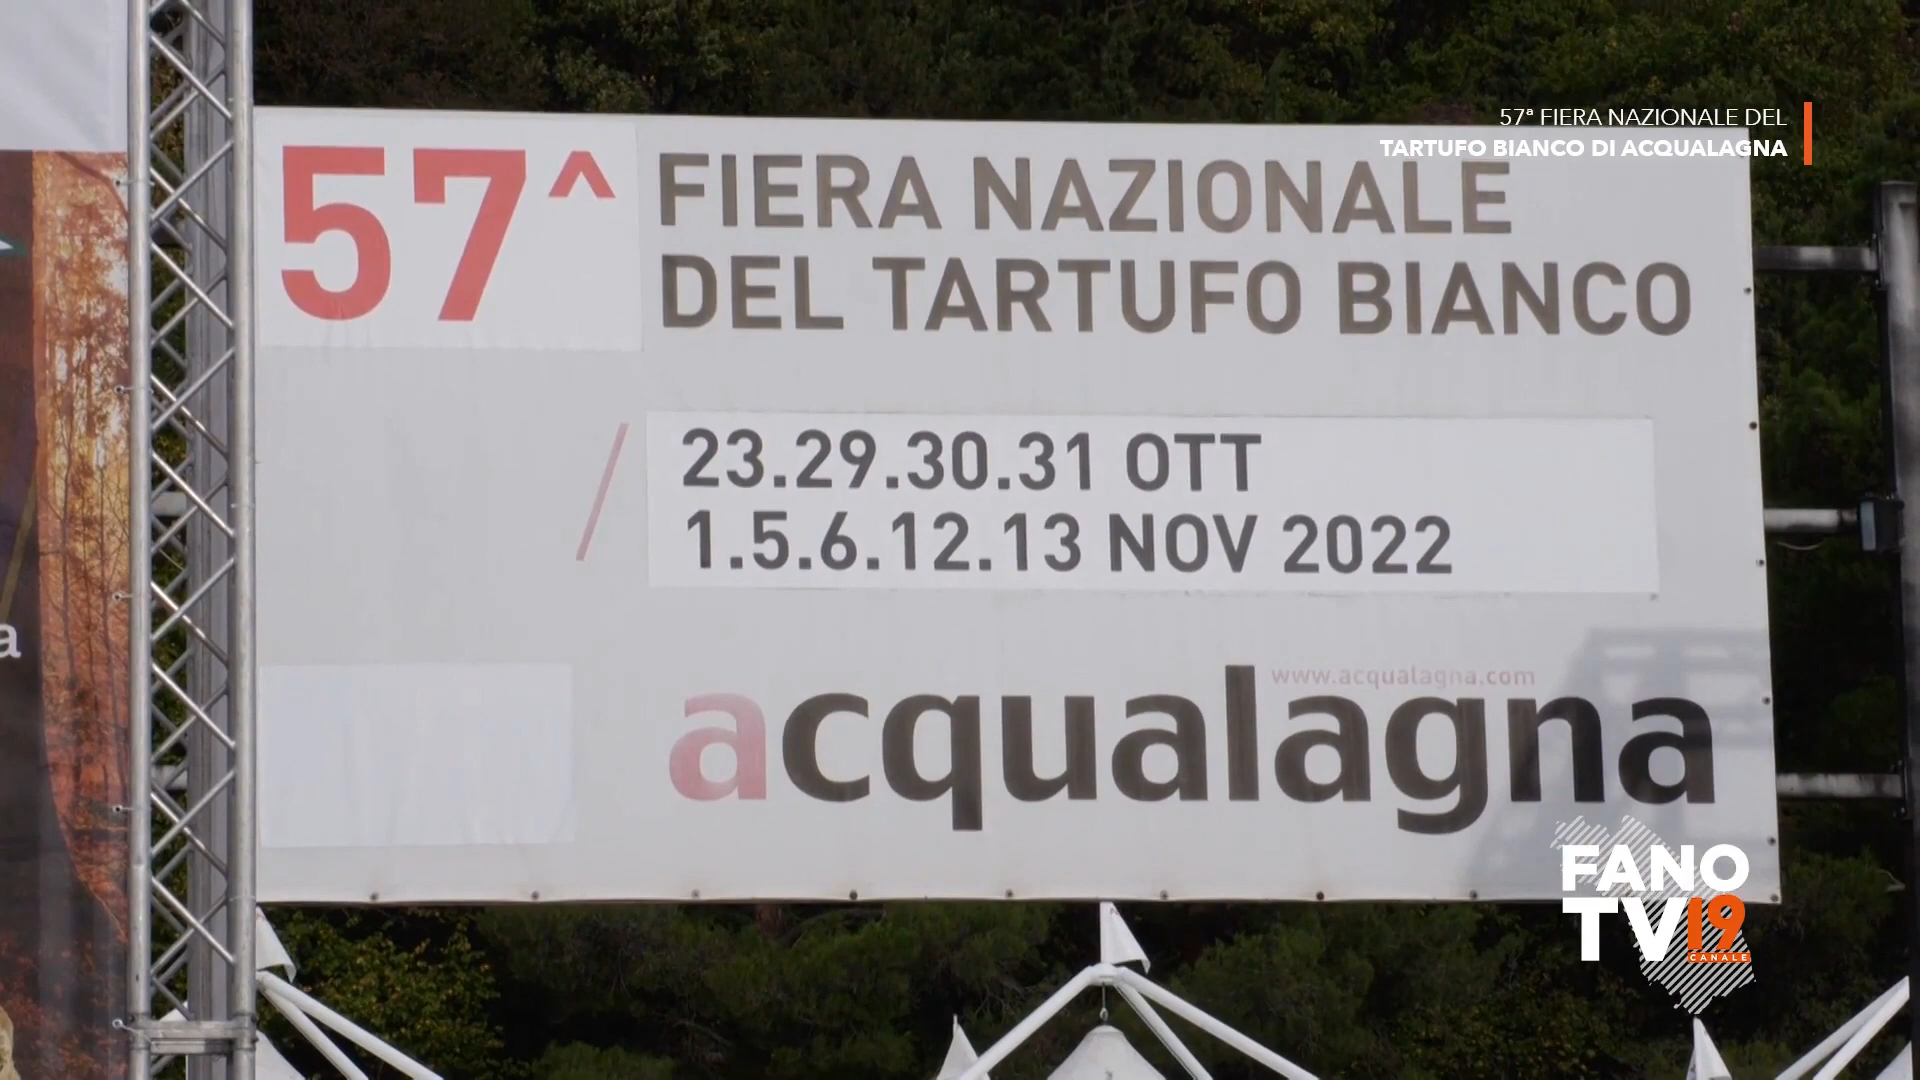 57ª FIERA NAZIONALE DEL
TARTUFO BIANCO DI ACQUALAGNA
57^ FIERA NAZIONALE
DEL TARTUFO BIANCO
/ 23.29.30.31 OTT
1.5.6.12.13 NOV 2022
www.acqualagna.com
acqualagna
a
FANO
TV19
CANALE